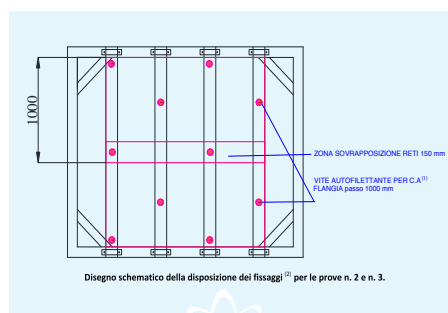 1000
ZONA SOVRAPPOSIZIONE RETI 150 mm
VITE AUTOFILETTANTE PER C.A(1)
FLANGIA passo 1000 mm
Disegno schematico della disposizione dei fissaggi (2) per le prove n. 2 e n. 3.